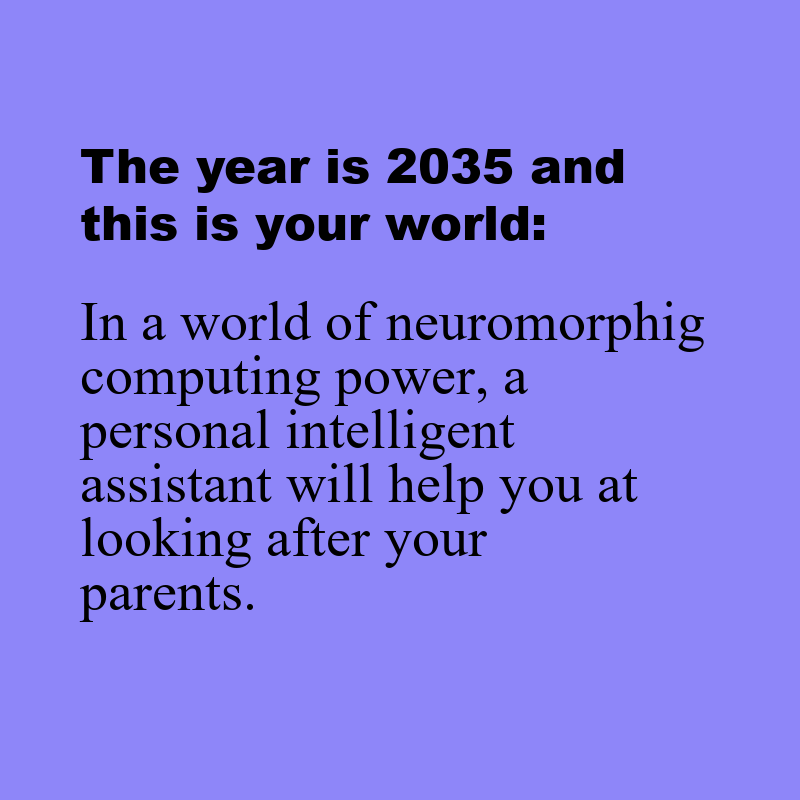 The year is 2035 and
this is your world:
In a world of neuromorphig
computing power, a
personal intelligent
assistant will help you at
looking after your
parents.